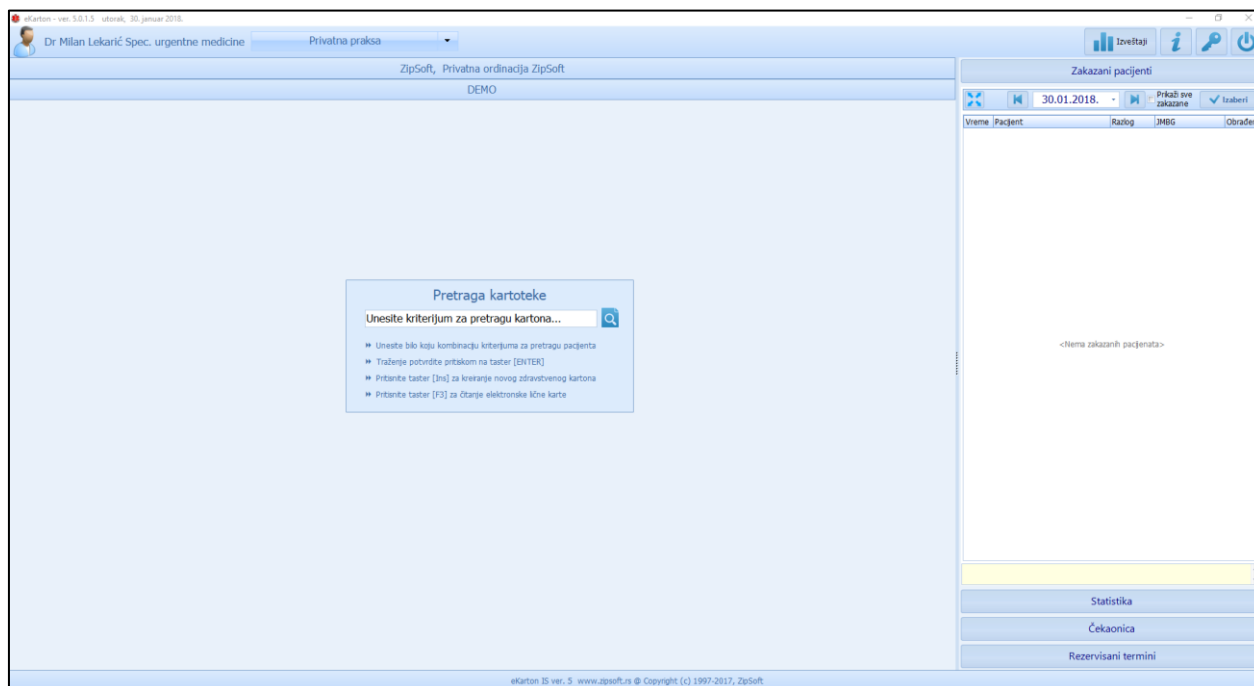 eKarton - ver. 5.0.1.5 utorak, 30. januar 2018.
Dr Milan Lekarić Spec. urgentne medicine
Privatna praksa
Izveštaji
ZipSoft, Privatna ordinacija ZipSoft
DEMO
Pretraga kartoteke
Unesite kriterijum za pretragu kartona...
Unesite bilo koju kombinaciju kriterijuma za pretragu pacijenta
Traženje potvrdite pritiskom na taster [ENTER]
Pritisnite taster [Ins] za kreiranje novog zdravstvenog kartona
Pritisnite taster [F3] za čitanje elektronske lične karte
Zakazani pacijenti
30.01.2018.
Prikaži sve
zakazane
Izaberi
Vreme Pacijent Razlog JMBG Obrađen
<Nema zakazanih pacijenata>
Statistika
Čekaonica
Rezervisani termini
eKarton IS ver. 5 www.zipsoft.rs @ Copyright (c) 1997-2017, ZipSoft